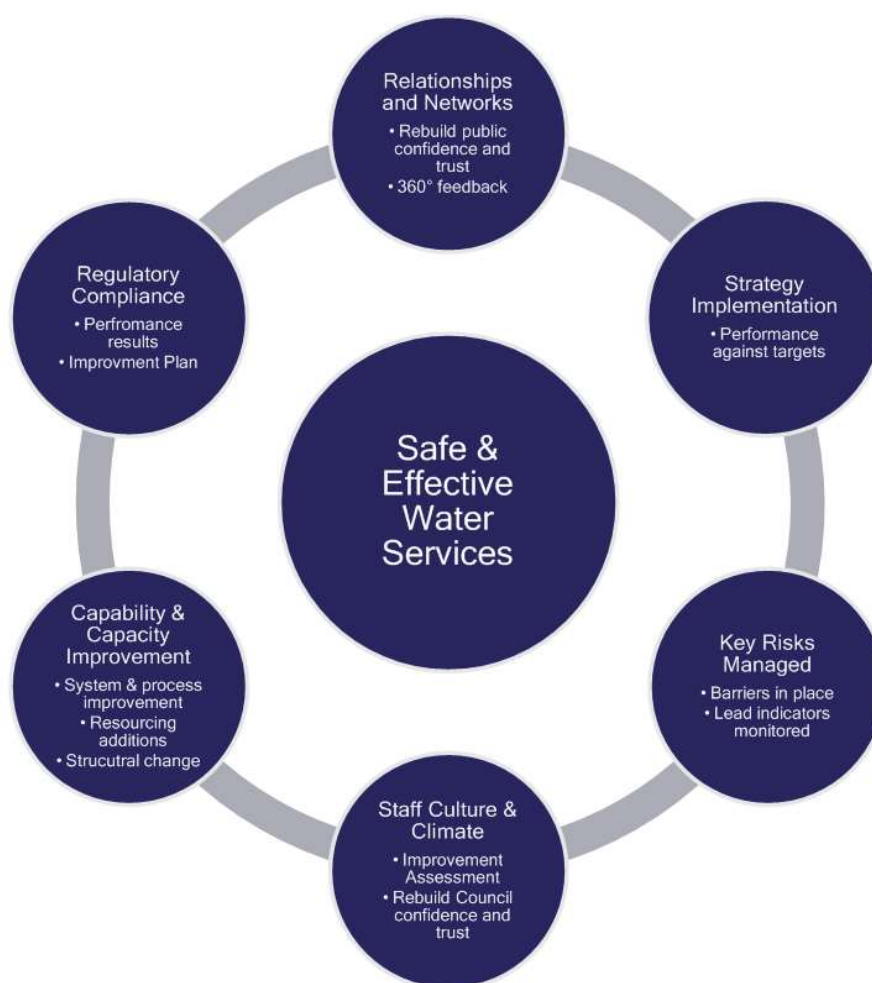 Relationships
and Networks
• Rebuild public
confidence and
trust
• 360° feedback
Strategy
Implementation
• Performance
against targets
Key Risks
Managed
• Barriers in place
• Lead indicators
monitored
Staff Culture &
Climate
• Improvement
Assessment
• Rebuild Council
confidence and
trust
Capability &
Capacity
Improvement
• System & process
improvement
• Resourcing
additions
• Strucutral change
Regulatory
Compliance
• Perfromance
results
• Improvment Plan
Safe &
Effective
Water
Services